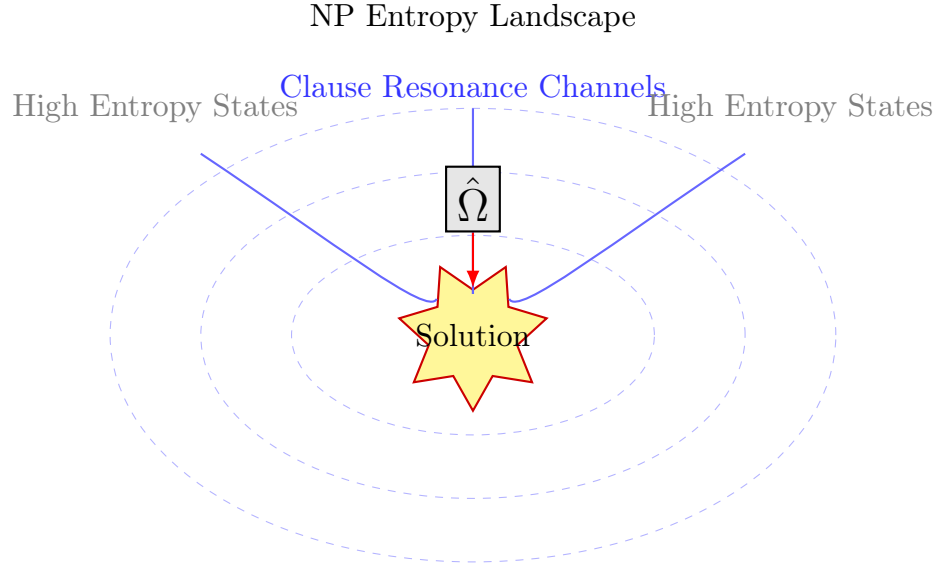 NP Entropy Landscape
Clause Resonance Channels
High Entropy States
High Entropy States
Ω̂
Solution